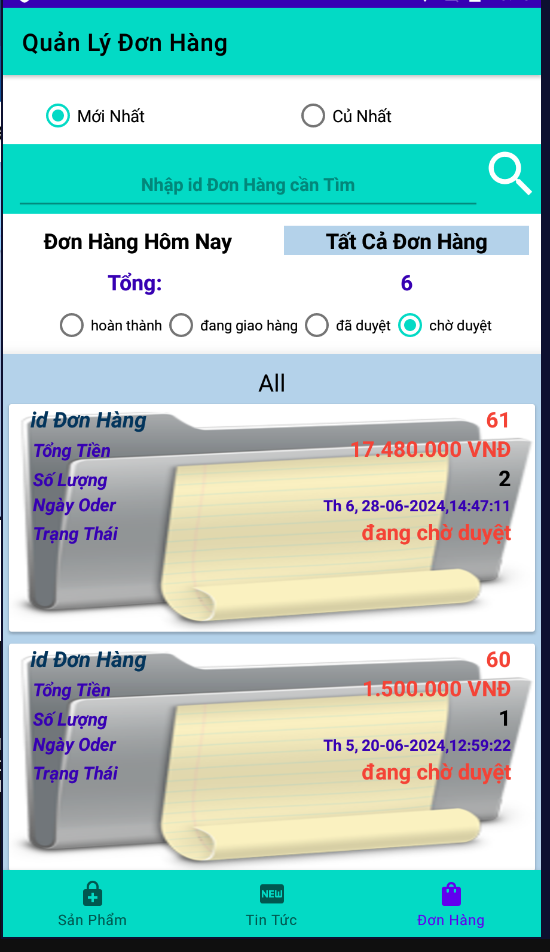 Quản Lý Đơn Hàng
Mới Nhất Củ Nhất
Nhập id Đơn Hàng cần Tìm
Đơn Hàng Hôm Nay Tất Cả Đơn Hàng
Tổng: 6
hoàn thành đang giao hàng đã duyệt chờ duyệt
All
id Đơn Hàng 61
Tổng Tiền 17.480.000 VNĐ
Số Lượng 2
Ngày Oder Th 6, 28-06-2024,14:47:11
Trạng Thái đang chờ duyệt
id Đơn Hàng 60
Tổng Tiền 1.500.000 VNĐ
Số Lượng 1
Ngày Oder Th 5, 20-06-2024,12:59:22
Trạng Thái đang chờ duyệt
NEW
Sản Phẩm Tin Tức Đơn Hàng